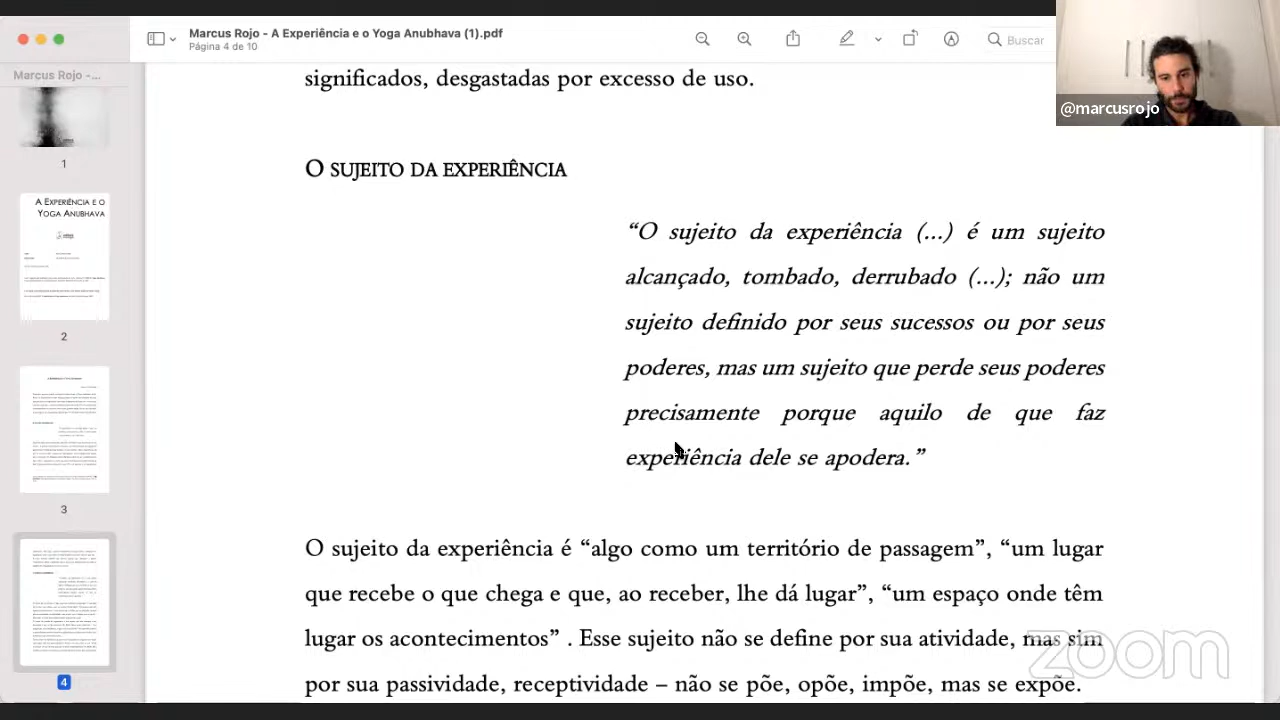 Marcus Rojo - A Experiência e o Yoga Anubhava (1).pdf
Página 4 de 10
Buscar
@marcusrojo
Marcus Rojo -...
1
A EXPERIÊNCIA E O
YOGA ANUBHAVA
2
3
4
significados, desgastadas por excesso de uso.
O SUJEITO DA EXPERIÊNCIA
“O sujeito da experiência (...) é um sujeito
alcançado, tombado, derrubado (...); não um
sujeito definido por seus sucessos ou por seus
poderes, mas um sujeito que perde seus poderes
precisamente porque aquilo de que faz
experiência dele se apodera.”
O sujeito da experiência é “algo como um território de passagem”, “um lugar
que recebe o que chega e que, ao receber, lhe dá lugar”, “um espaço onde têm
lugar os acontecimentos” . Esse sujeito não se define por sua atividade, mas sim
por sua passividade, receptividade – não se põe, opõe, impõe, mas se expõe.
zoom